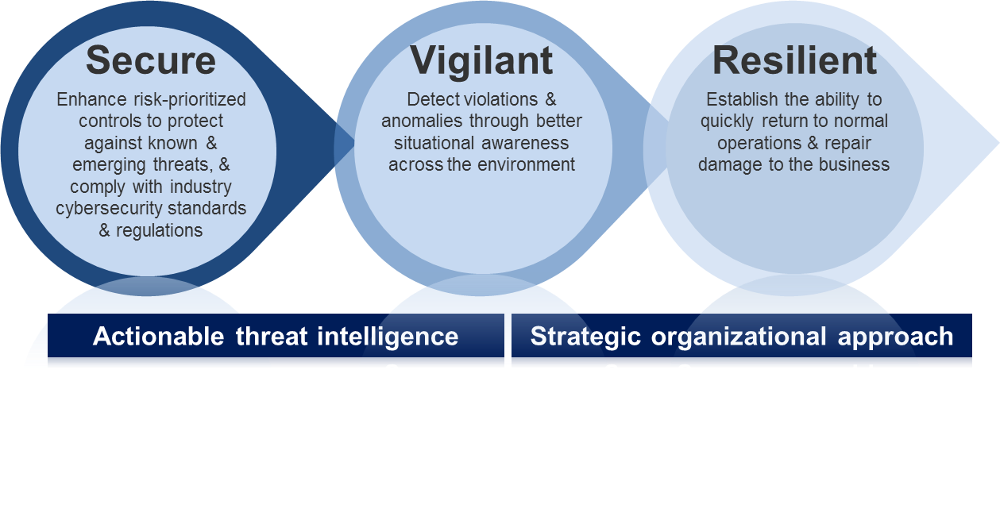 Secure
Enhance risk-prioritized
controls to protect
against known &
emerging threats, &
comply with industry
cybersecurity standards
& regulations
Vigilant
Detect violations &
anomalies through better
situational awareness
across the environment
Resilient
Establish the ability to
quickly return to normal
operations & repair
damage to the business
Actionable threat intelligence
Strategic organizational approach